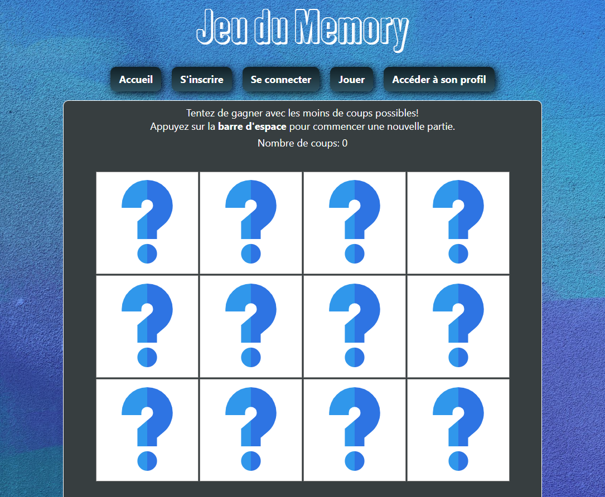 Jeu du Memory
Accueil
S'inscrire
Se connecter
Jouer
Accéder à son profil
Tentez de gagner avec les moins de coups possibles!
Appuyez sur la barre d'espace pour commencer une nouvelle partie.
Nombre de coups: 0
? ? ? ?
? ? ? ?
? ? ? ?